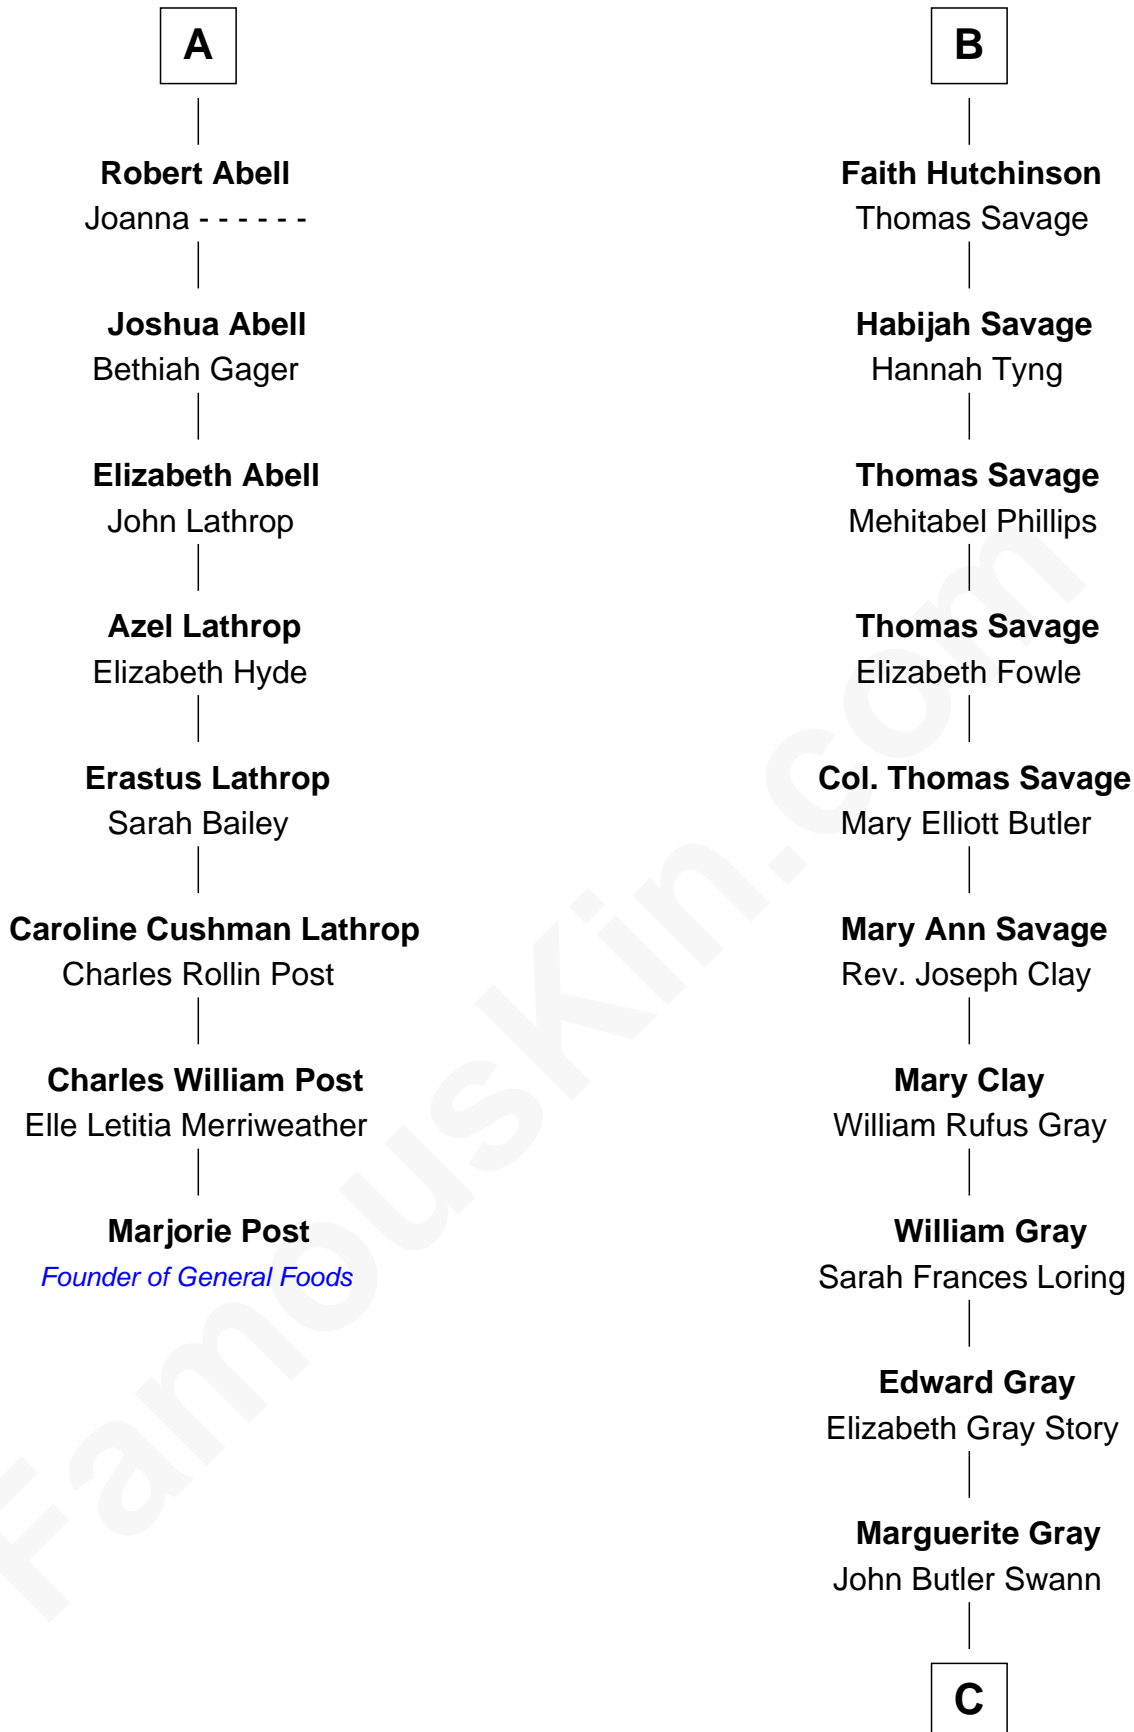 A
Robert Abell
Joanna - - - - - -
Joshua Abell
Bethiah Gager
Elizabeth Abell
John Lathrop
Azel Lathrop
Elizabeth Hyde
Erastus Lathrop
Sarah Bailey
Caroline Cushman Lathrop
Charles Rollin Post
Charles William Post
Elle Letitia Merriweather
Marjorie Post
Founder of General Foods
B
Faith Hutchinson
Thomas Savage
Habijah Savage
Hannah Tyng
Thomas Savage
Mehitabel Phillips
Thomas Savage
Elizabeth Fowle
Col. Thomas Savage
Mary Elliott Butler
Mary Ann Savage
Rev. Joseph Clay
Mary Clay
William Rufus Gray
William Gray
Sarah Frances Loring
Edward Gray
Elizabeth Gray Story
Marguerite Gray
John Butler Swann
C
FamousKin.com